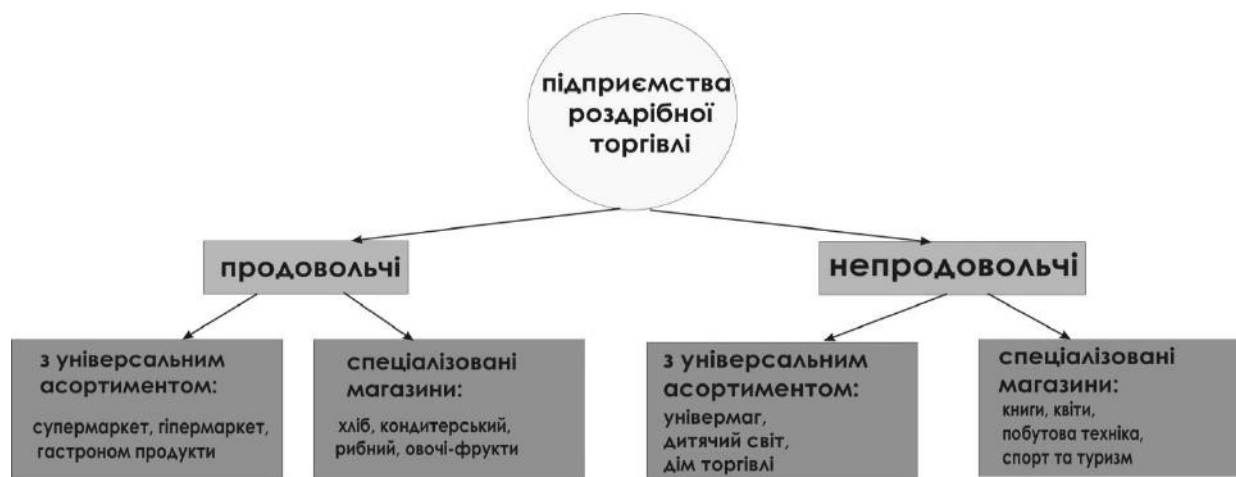 підприємства
роздрібної
торгівлі
продовольчі
непродовольчі
з універсальним
асортиментом:
супермаркет, гіпермаркет,
гастроном продукти
спеціалізовані
магазини:
хліб, кондитерський,
рибний, овочі-фрукти
з універсальним
асортиментом:
універмаг,
дитячий світ,
дім торгівлі
спеціалізовані
магазини:
книги, квіти,
побутова техніка,
спорт та туризм